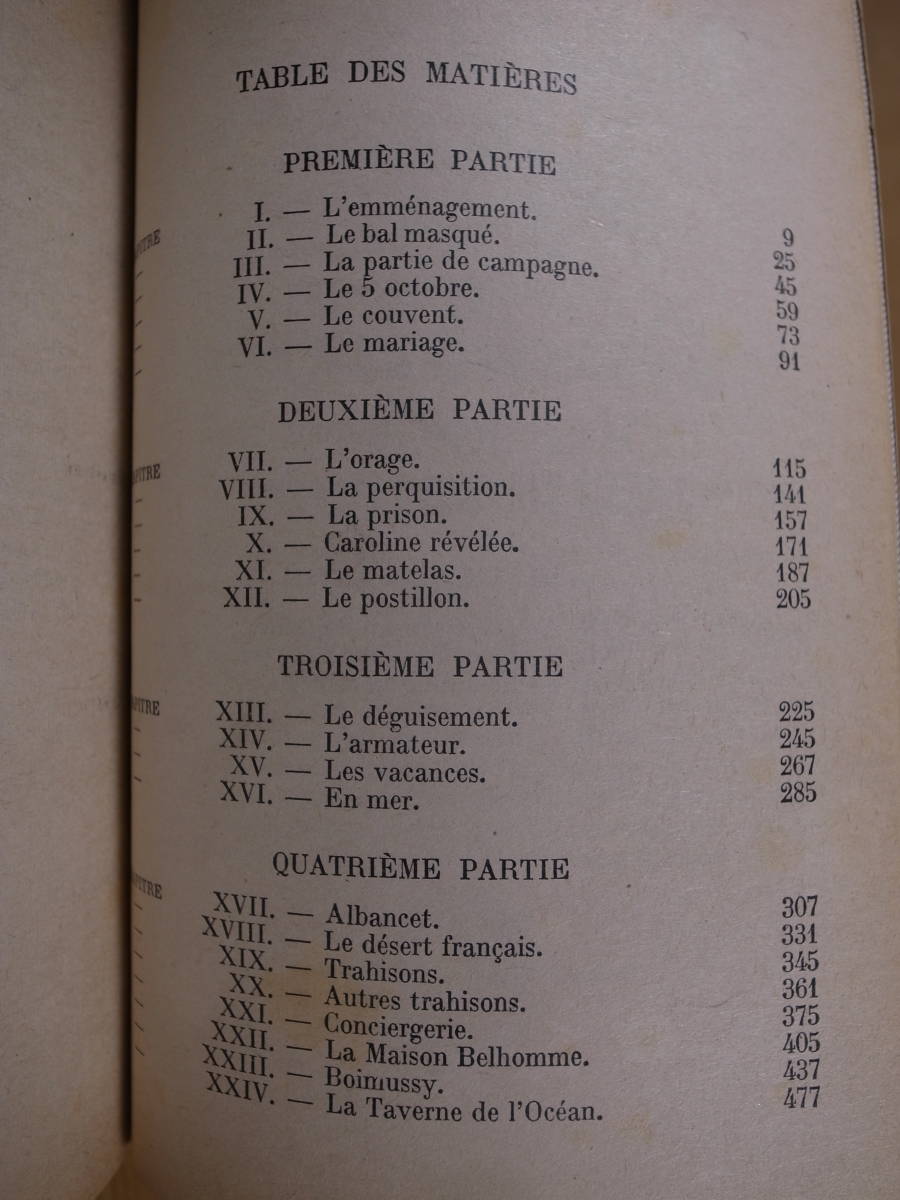 TABLE DES MATIÈRES
PREMIÈRE PARTIE
I. — L'emménagement. 9
II. — Le bal masqué. 25
III. — La partie de campagne. 45
IV. — Le 5 octobre. 59
V. — Le couvent. 73
VI. — Le mariage. 91
DEUXIÈME PARTIE
VII. — L'orage. 115
VIII. — La perquisition. 141
IX. — La prison. 157
X. — Caroline révélée. 171
XI. — Le matelas. 187
XII. — Le postillon. 205
TROISIÈME PARTIE
XIII. — Le déguisement. 225
XIV. — L'armateur. 245
XV. — Les vacances. 267
XVI. — En mer. 285
QUATRIÈME PARTIE
XVII. — Albancet. 307
XVIII. — Le désert français. 331
XIX. — Trahisons. 345
XX. — Autres trahisons. 361
XXI. — Conciergerie. 375
XXII. — La Maison Belhomme. 405
XXIII. — Boimussy. 437
XXIV. — La Taverne de l'Océan. 477